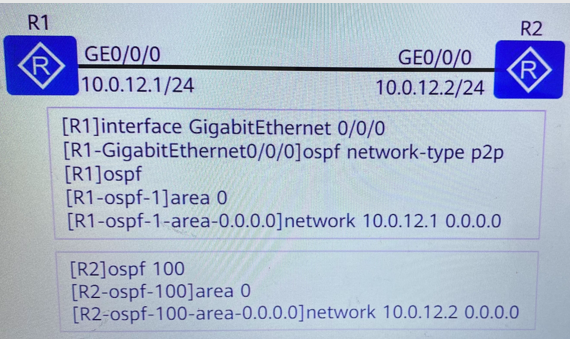 R1
R2
GE0/0/0
GE0/0/0
10.0.12.1/24
10.0.12.2/24
R
R
[R1]interface GigabitEthernet 0/0/0
[R1-GigabitEthernet0/0/0]ospf network-type p2p
[R1]ospf
[R1-ospf-1]area 0
[R1-ospf-1-area-0.0.0.0]network 10.0.12.1 0.0.0.0
[R2]ospf 100
[R2-ospf-100]area 0
[R2-ospf-100-area-0.0.0.0]network 10.0.12.2 0.0.0.0